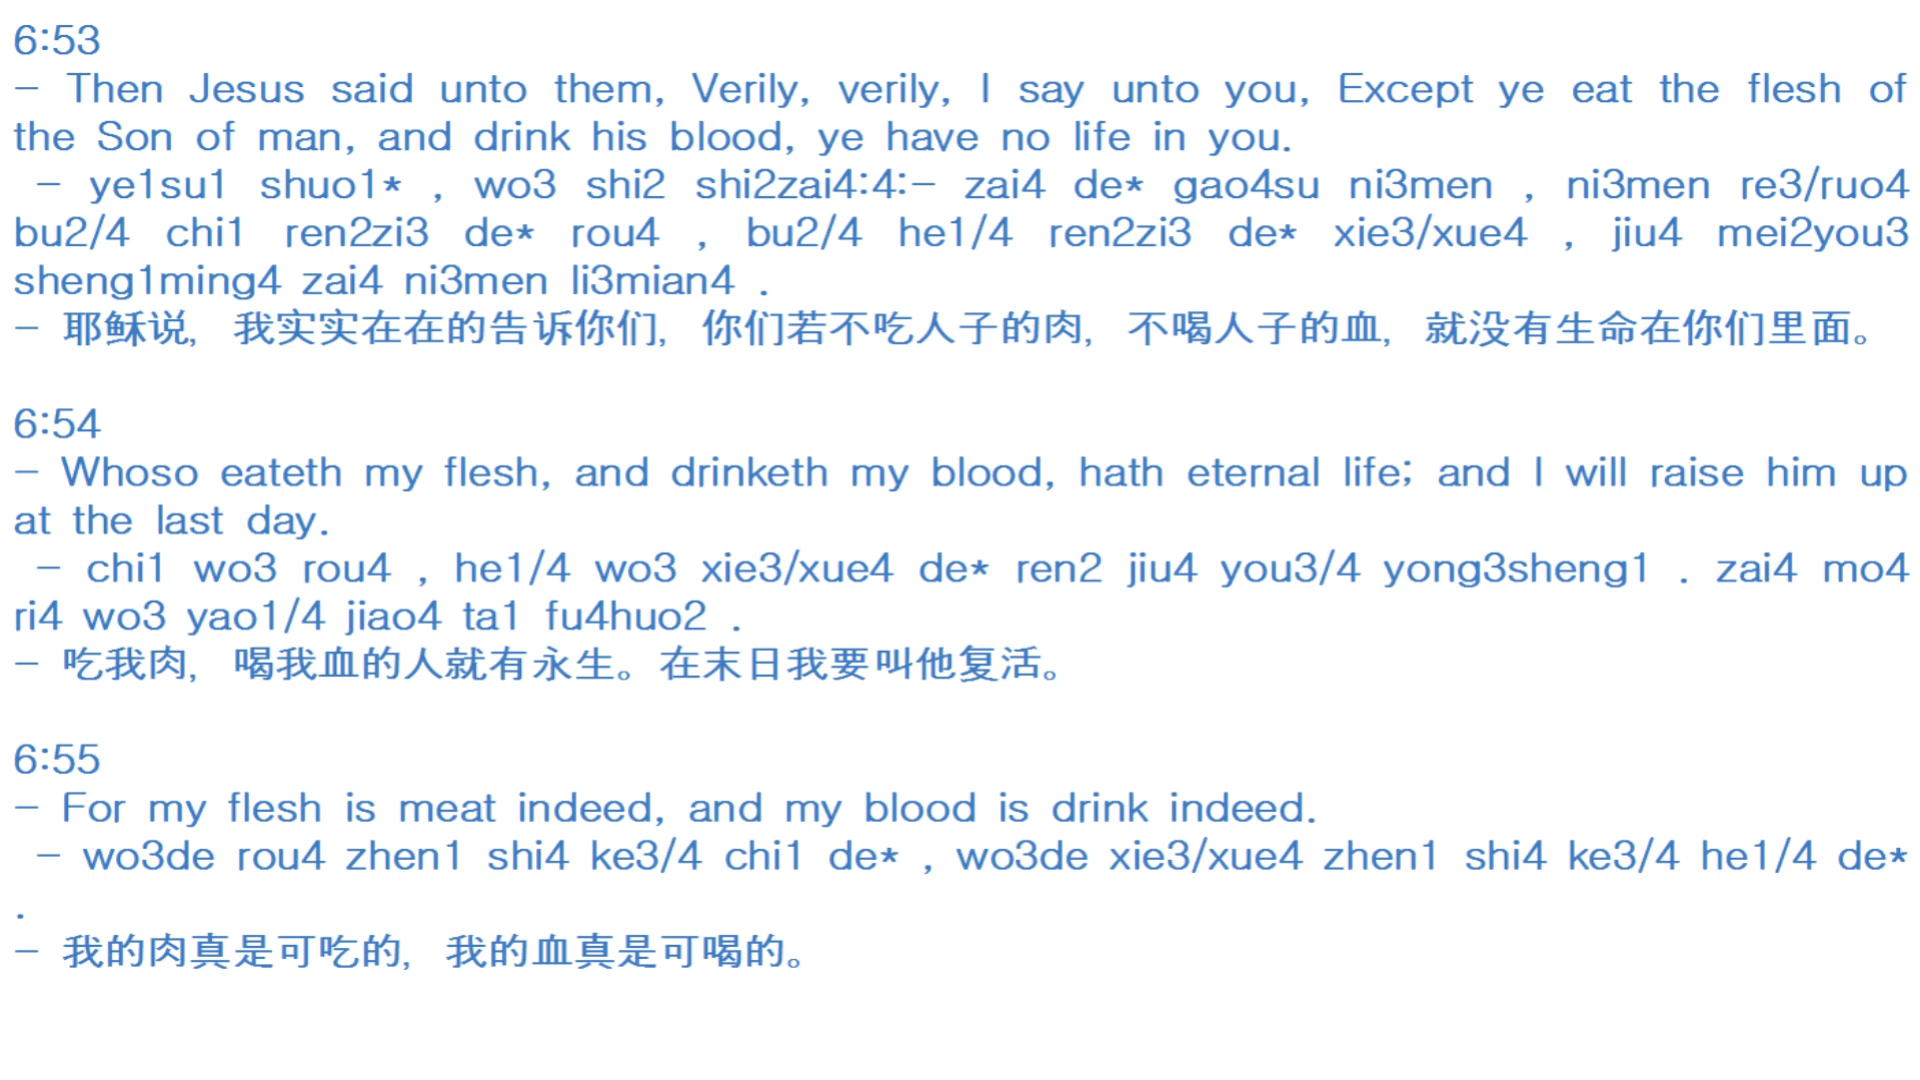 6:53
- Then Jesus said unto them, Verily, verily, I say unto you, Except ye eat the flesh of
the Son of man, and drink his blood, ye have no life in you.
- ye1su1 shuo1* , wo3 shi2 shi2zai4:4:- zai4 de* gao4su ni3men , ni3men re3/ruo4
bu2/4 chi1 ren2zi3 de* rou4 , bu2/4 he1/4 ren2zi3 de* xie3/xue4 , jiu4 mei2you3
sheng1ming4 zai4 ni3men li3mian4 .
- 耶稣说, 我实实在在的告诉你们, 你们若不吃人子的肉, 不喝人子的血, 就没有生命在你们里面。
6:54
- Whoso eateth my flesh, and drinketh my blood, hath eternal life; and I will raise him up
at the last day.
- chi1 wo3 rou4 , he1/4 wo3 xie3/xue4 de* ren2 jiu4 you3/4 yong3sheng1 . zai4 mo4
ri4 wo3 yao1/4 jiao4 ta1 fu4huo2 .
- 吃我肉, 喝我血的人就有永生。在末日我要叫他复活。
6:55
- For my flesh is meat indeed, and my blood is drink indeed.
- wo3de rou4 zhen1 shi4 ke3/4 chi1 de* , wo3de xie3/xue4 zhen1 shi4 ke3/4 he1/4 de*
.
- 我的肉真是可吃的, 我的血真是可喝的。